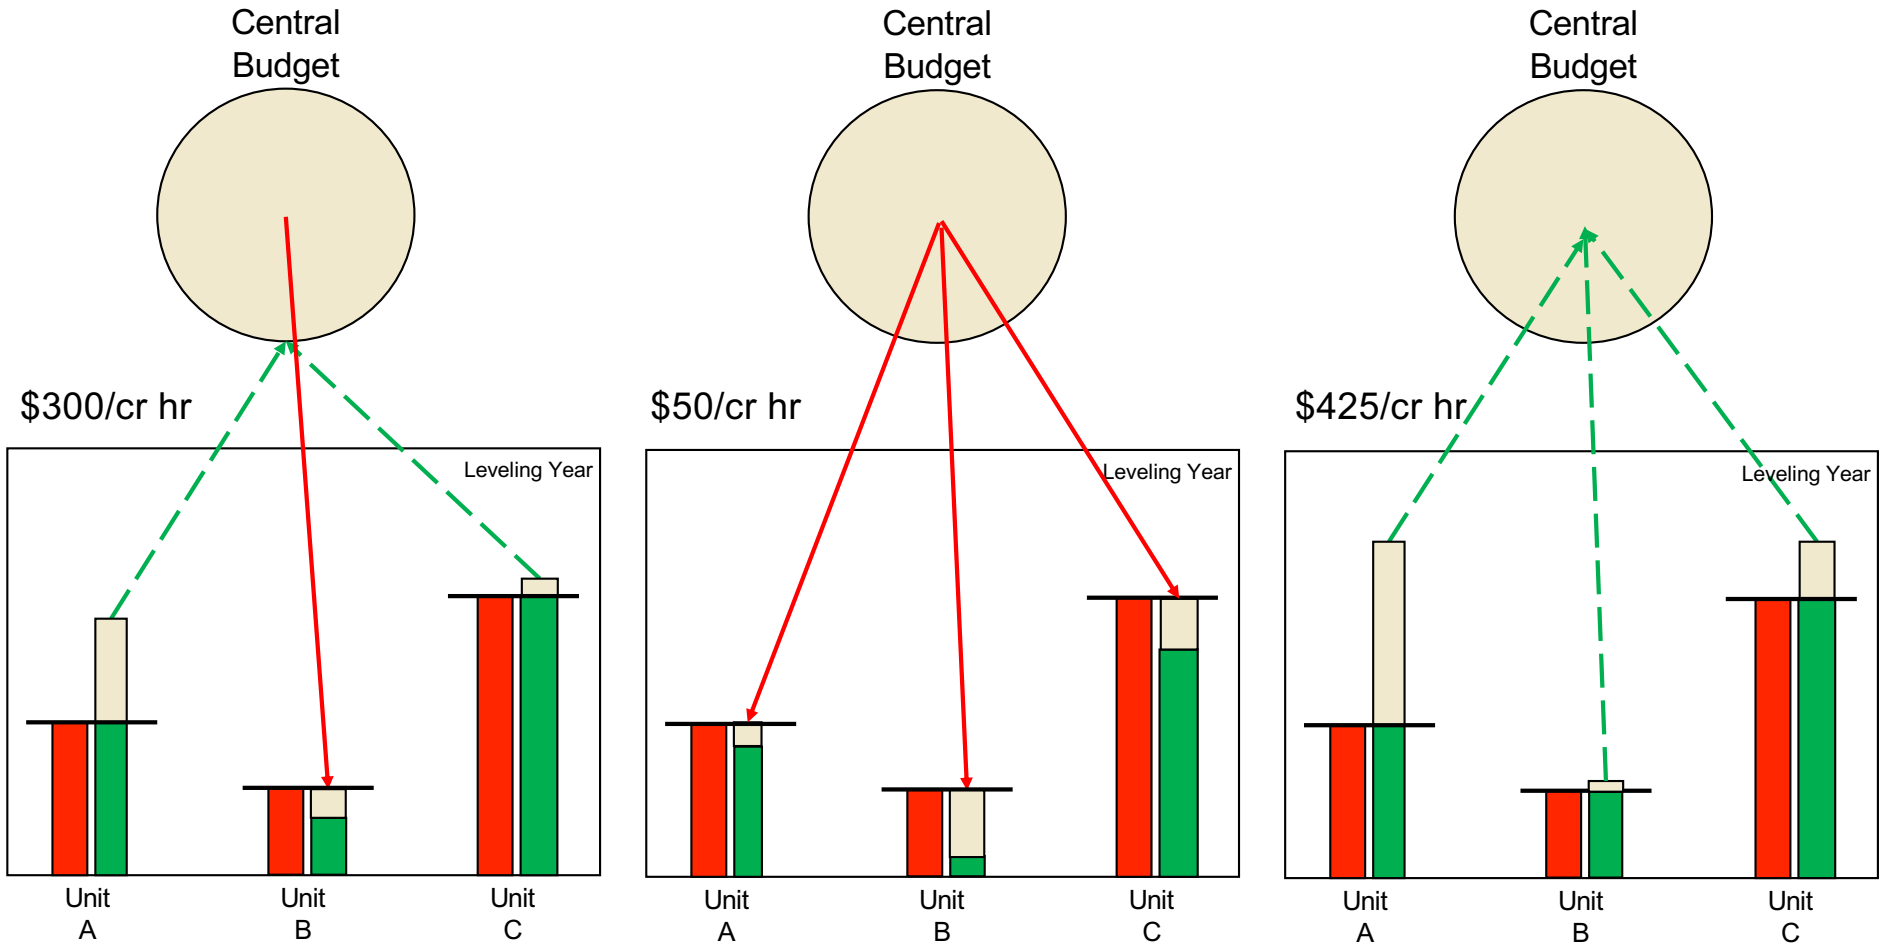 Central
Budget
Central
Budget
Central
Budget
$300/cr hr
$50/cr hr
$425/cr hr
Leveling Year
Leveling Year
Leveling Year
Unit
A
Unit
B
Unit
C
Unit
A
Unit
B
Unit
C
Unit
A
Unit
B
Unit
C